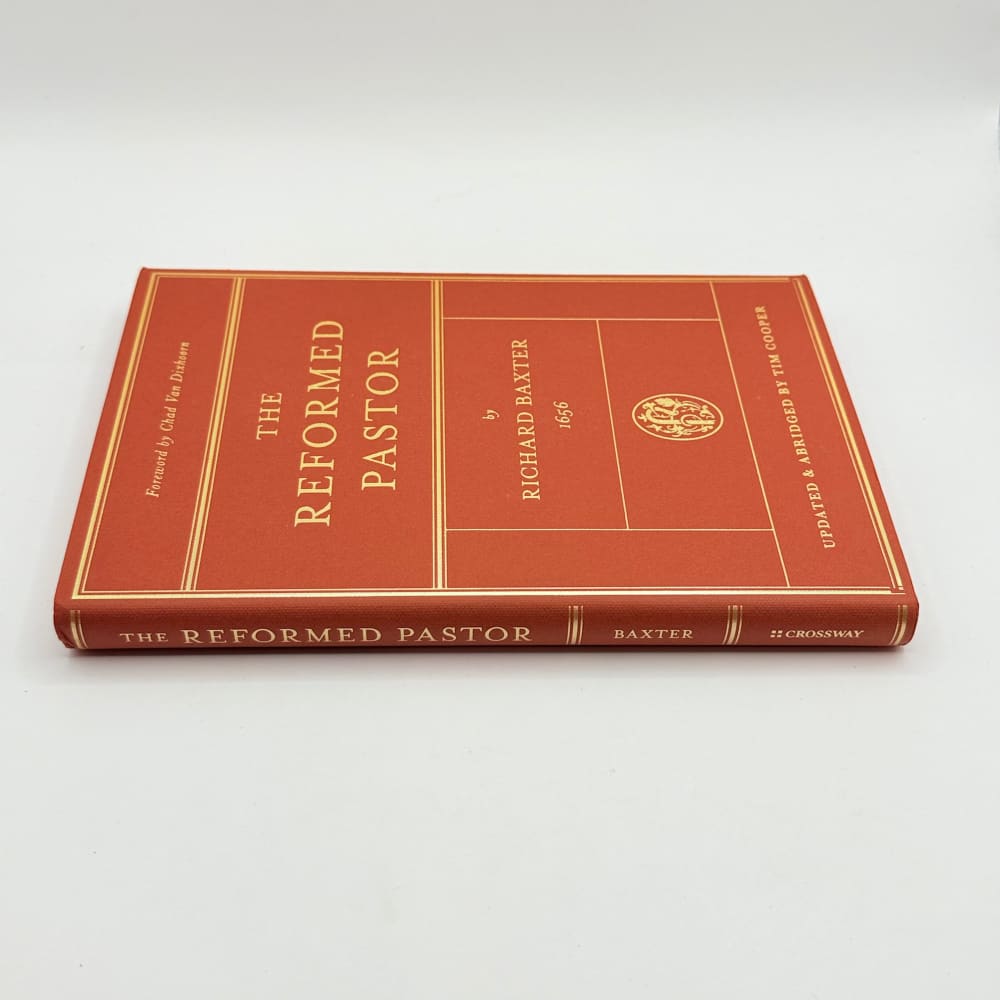 Foreword by Chad Van Dixhoorn
THE
REFORMED
PASTOR
by
RICHARD BAXTER
1656
UPDATED & ABRIDGED BY TIM COOPER
THE REFORMED PASTOR
BAXTER
CROSSWAY